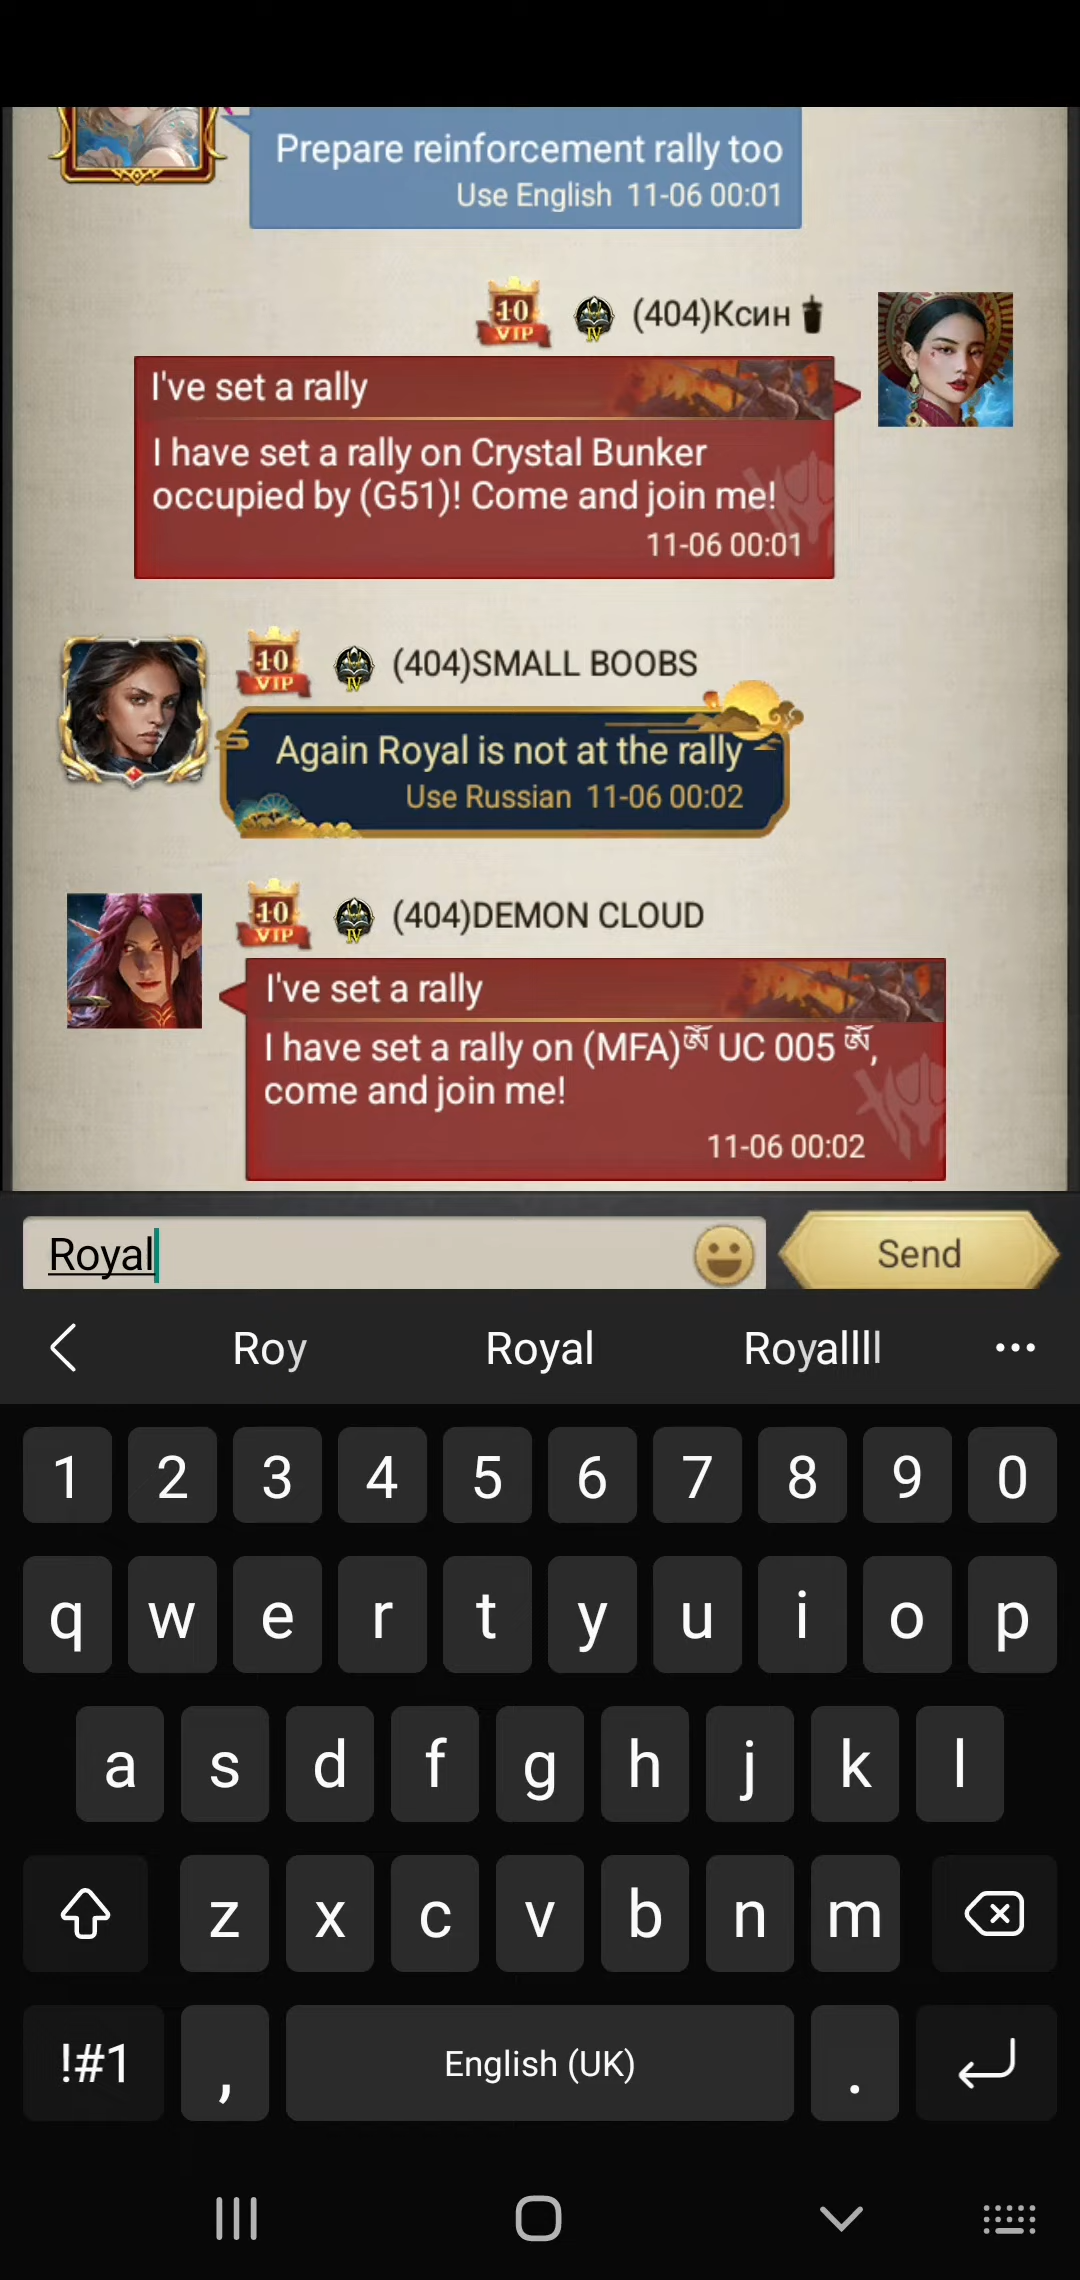 Prepare reinforcement rally too
Use English 11-06 00:01
10 VIP IV (404)Ксин
I've set a rally
I have set a rally on Crystal Bunker
occupied by (G51)! Come and join me!
11-06 00:01
10 VIP IV (404)SMALL BOOBS
Again Royal is not at the rally
Use Russian 11-06 00:02
10 VIP IV (404)DEMON CLOUD
I've set a rally
I have set a rally on (MFA)ༀ UC 005 ༀ,
come and join me!
11-06 00:02
Royal
Send
Roy Royal Royallll
1 2 3 4 5 6 7 8 9 0
q w e r t y u i o p
a s d f g h j k l
z x c v b n m
!#1 , English (UK) .